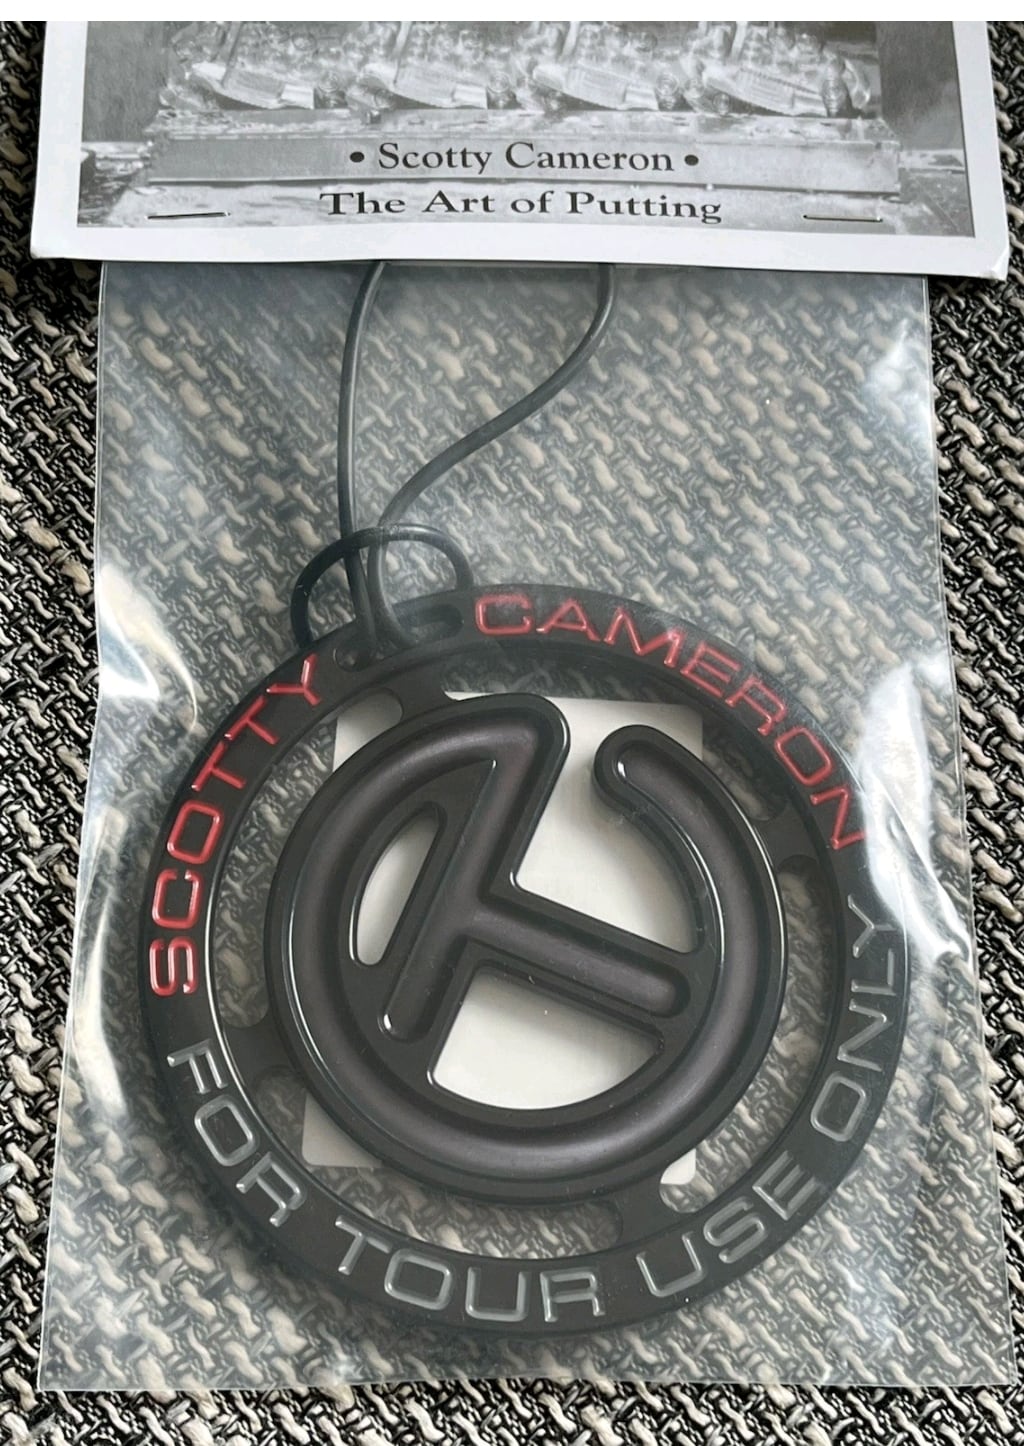 • Scotty Cameron •
The Art of Putting
SCOTTY CAMERON
FOR TOUR USE ONLY